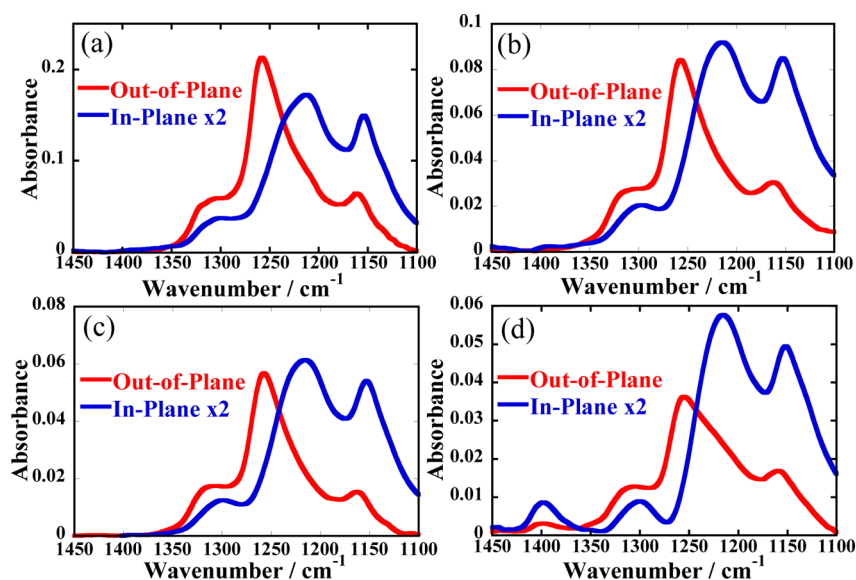 (a)
Out-of-Plane
In-Plane x2
Absorbance
0.2
0.1
0
1450 1400 1350 1300 1250 1200 1150 1100
Wavenumber / cm-1
(b)
Out-of-Plane
In-Plane x2
Absorbance
0.1
0.08
0.06
0.04
0.02
0
1450 1400 1350 1300 1250 1200 1150 1100
Wavenumber / cm-1
(c)
Out-of-Plane
In-Plane x2
Absorbance
0.08
0.06
0.04
0.02
0
1450 1400 1350 1300 1250 1200 1150 1100
Wavenumber / cm-1
(d)
Out-of-Plane
In-Plane x2
Absorbance
0.06
0.05
0.04
0.03
0.02
0.01
0
1450 1400 1350 1300 1250 1200 1150 1100
Wavenumber / cm-1